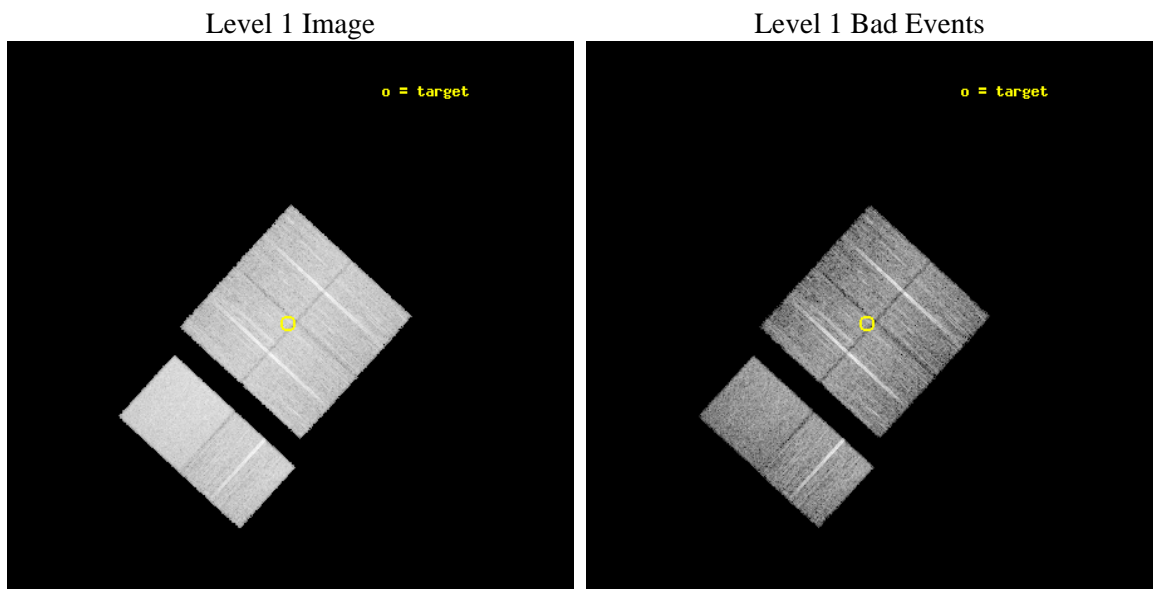 Level 1 Image
Level 1 Bad Events
o = target
o = target